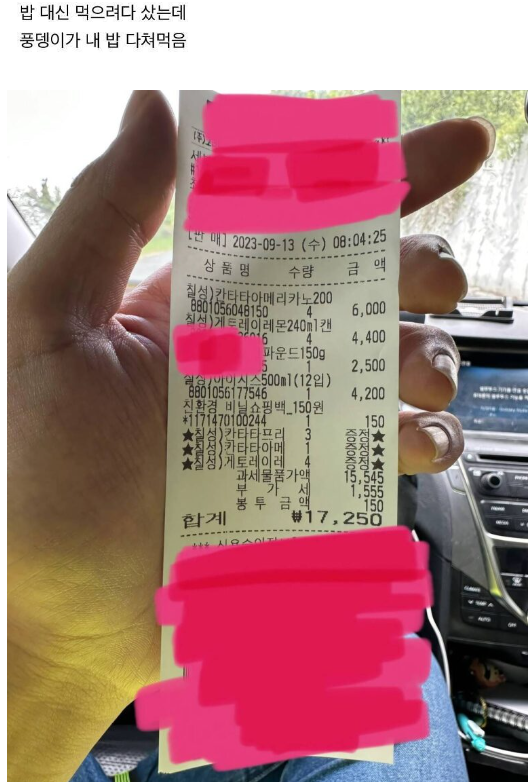 밥 대신 먹으려다 샀는데
풍뎅이가 내 밥 다쳐먹음
[판 매] 2023-09-13 (수) 08:04:25
상 품 명 수량 금 액
칠성)칸타타아메리카노200
8801056048150 4 6,000
칠성)게토레이레몬240ml캔
4 4,400
파운드150g
1 2,500
칠성)아이시스500ml(12입)
8801056177546 1 4,200
친환경 비닐쇼핑백_150원
*1171470100244 1 150
★칠성)칸타타프리 3 증정★
★칠성)칸타타아메 1 증정★
★칠성)게토레이레 4 증정★
과세물품가액 15,545
부 가 세 1,555
봉 투 금 액 150
합계 ₩17,250